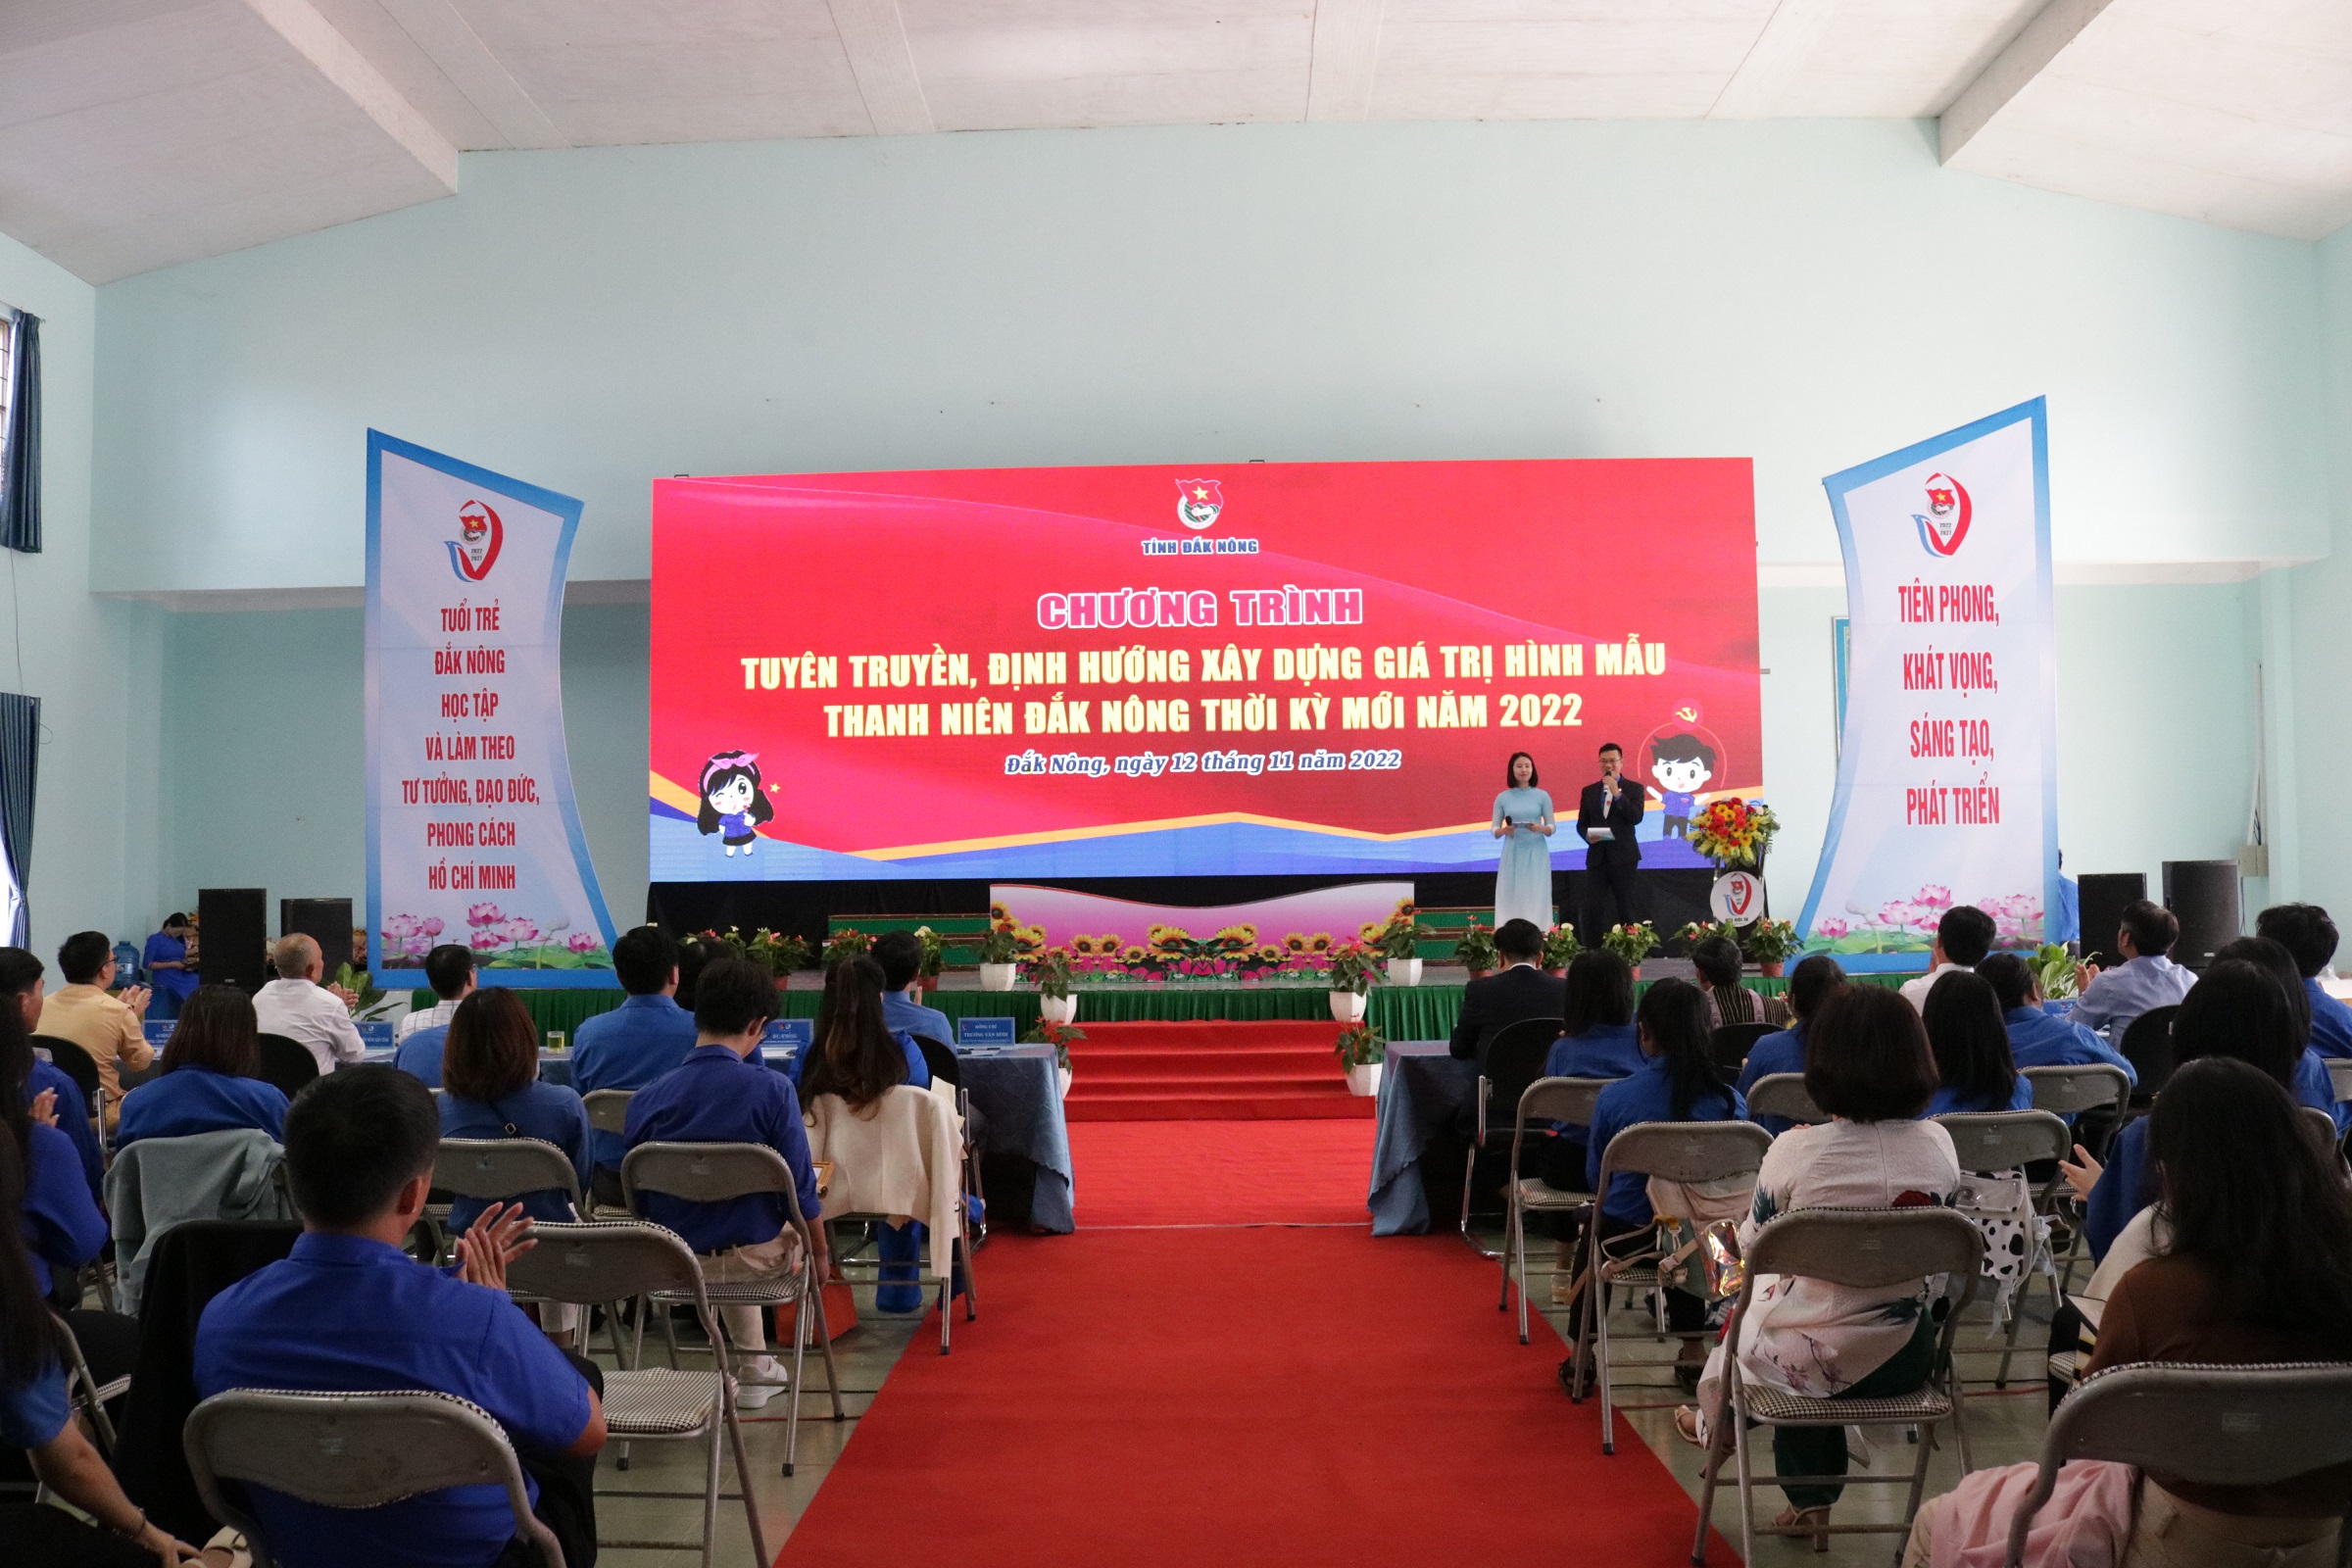 TỈNH ĐẮK NÔNG
CHƯƠNG TRÌNH
TUYÊN TRUYỀN, ĐỊNH HƯỚNG XÂY DỰNG GIÁ TRỊ HÌNH MẪU
THANH NIÊN ĐẮK NÔNG THỜI KỲ MỚI NĂM 2022
Đắk Nông, ngày 12 tháng 11 năm 2022
TUỔI TRẺ
ĐẮK NÔNG
HỌC TẬP
VÀ LÀM THEO
TƯ TƯỞNG, ĐẠO ĐỨC,
PHONG CÁCH
HỒ CHÍ MINH
TIÊN PHONG,
KHÁT VỌNG,
SÁNG TẠO,
PHÁT TRIỂN
ĐỒNG CHÍ